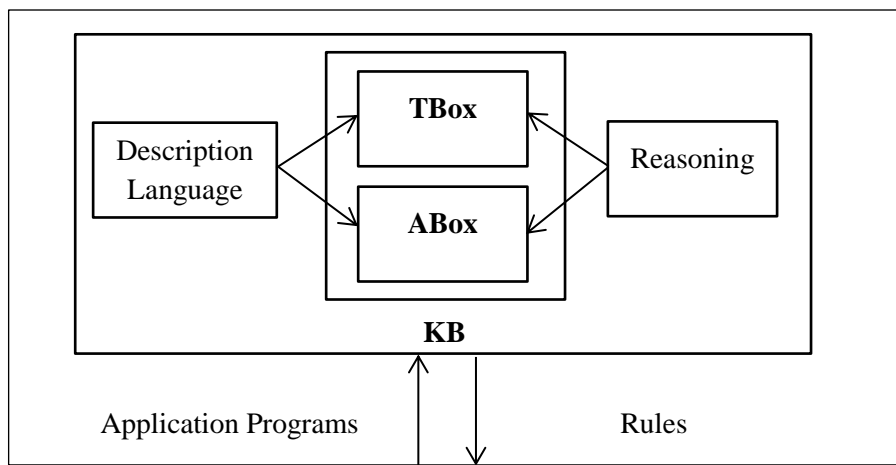 TBox
Description
Language
Reasoning
ABox
KB
Application Programs
Rules